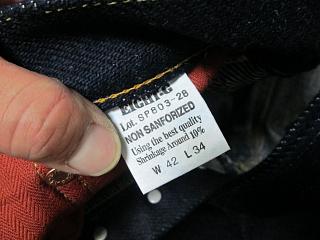 EIGHT-G
Lot. SP803-28
NON SANFORIZED
Using the best quality
Shrinkage Around 10%
W 42 L 34